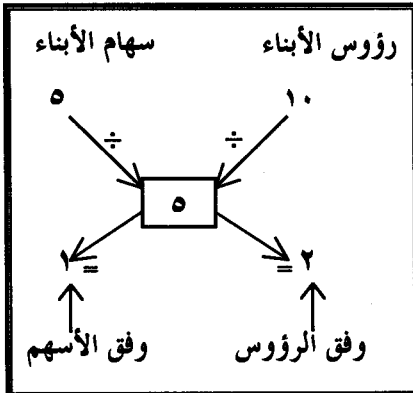 رؤوس الأبناء سهام الأبناء
١٠ ٥
÷ ÷
٥
٢ = ١ =
وفق الرؤوس وفق الأسهم